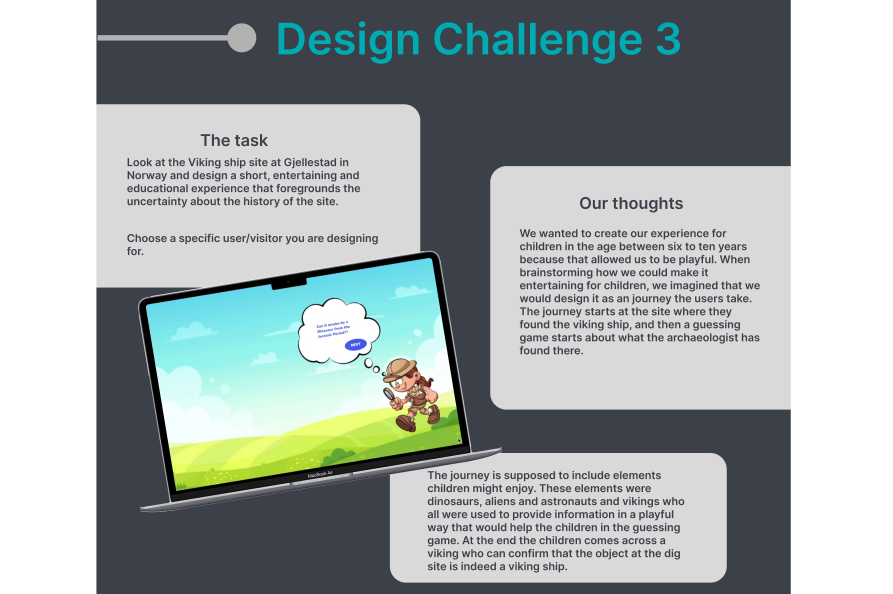 Design Challenge 3
The task
Look at the Viking ship site at Gjellestad in
Norway and design a short, entertaining and
educational experience that foregrounds the
uncertainty about the history of the site.
Choose a specific user/visitor you are designing
for.
Our thoughts
We wanted to create our experience for
children in the age between six to ten years
because that allowed us to be playful. When
brainstorming how we could make it
entertaining for children, we imagined that we
would design it as an journey the users take.
The journey starts at the site where they
found the viking ship, and then a guessing
game starts about what the archaeologist has
found there.
Can it maybe be a
Dinosaur from the
Jurassic Period??
NEXT
MacBook Air
The journey is supposed to include elements
children might enjoy. These elements were
dinosaurs, aliens and astronauts and vikings who
all were used to provide information in a playful
way that would help the children in the guessing
game. At the end the children comes across a
viking who can confirm that the object at the dig
site is indeed a viking ship.